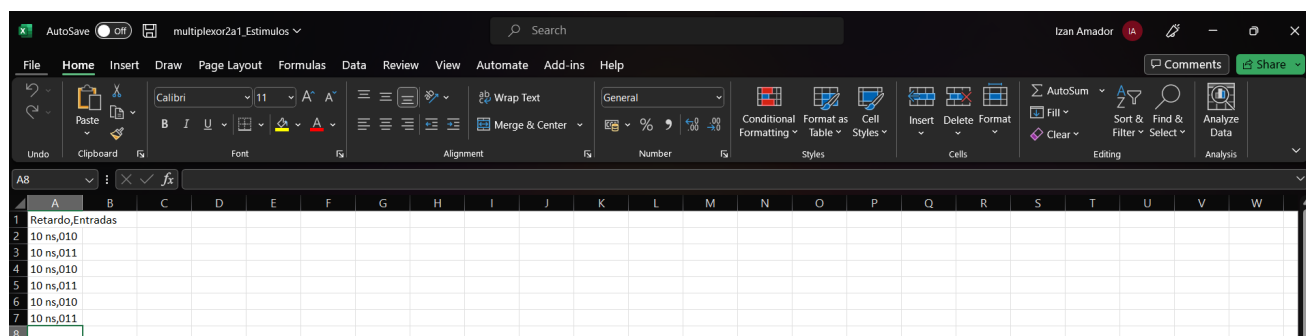 AutoSave Off multiplexor2a1_Estimulos Search Izan Amador IA
File Home Insert Draw Page Layout Formulas Data Review View Automate Add-ins Help Comments Share
Paste Calibri 11 A A Wrap Text General Conditional Formatting Format as Table Cell Styles Insert Delete Format AutoSum Sort & Filter Find & Select Analyze Data
B I U A Merge & Center % 9 Fill
Clear
Undo Clipboard Font Alignment Number Styles Cells Editing Analysis
A8 fx
A B C D E F G H I J K L M N O P Q R S T U V W
1 Retardo,Entradas
2 10 ns,010
3 10 ns,011
4 10 ns,010
5 10 ns,011
6 10 ns,010
7 10 ns,011
8